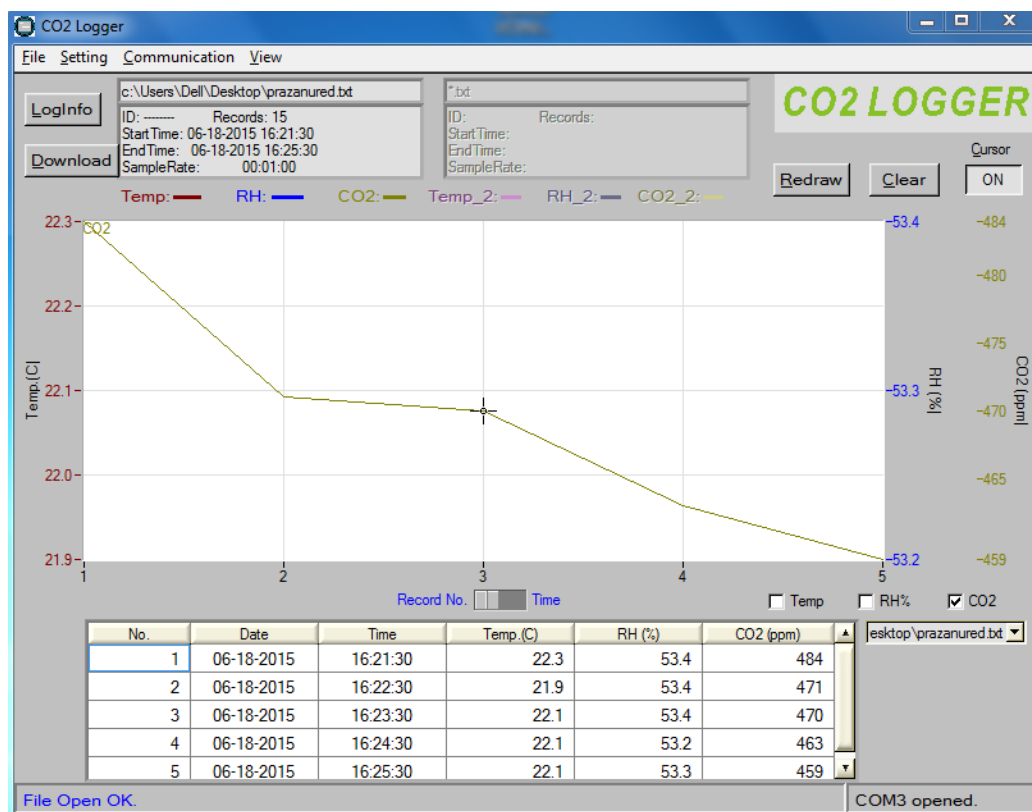 CO2 Logger
File Setting Communication View
LogInfo
Download
c:\Users\Dell\Desktop\prazanured.txt
ID: -------- Records: 15
StartTime: 06-18-2015 16:21:30
EndTime: 06-18-2015 16:25:30
SampleRate: 00:01:00
*.txt
ID: Records:
StartTime:
EndTime:
SampleRate:
CO2 LOGGER
Cursor
Redraw Clear ON
Temp: RH: CO2: Temp_2: RH_2: CO2_2:
CO2
Temp.(C)
22.3
22.2
22.1
22.0
21.9
1 2 3 4 5
53.4
53.3
53.2
RH (%)
484
480
475
470
465
459
CO2 (ppm)
Record No. Time
Temp RH% CO2
No. Date Time Temp.(C) RH (%) CO2 (ppm)
1 06-18-2015 16:21:30 22.3 53.4 484
2 06-18-2015 16:22:30 21.9 53.4 471
3 06-18-2015 16:23:30 22.1 53.4 470
4 06-18-2015 16:24:30 22.1 53.2 463
5 06-18-2015 16:25:30 22.1 53.3 459
esktop\prazanured.txt
File Open OK.
COM3 opened.